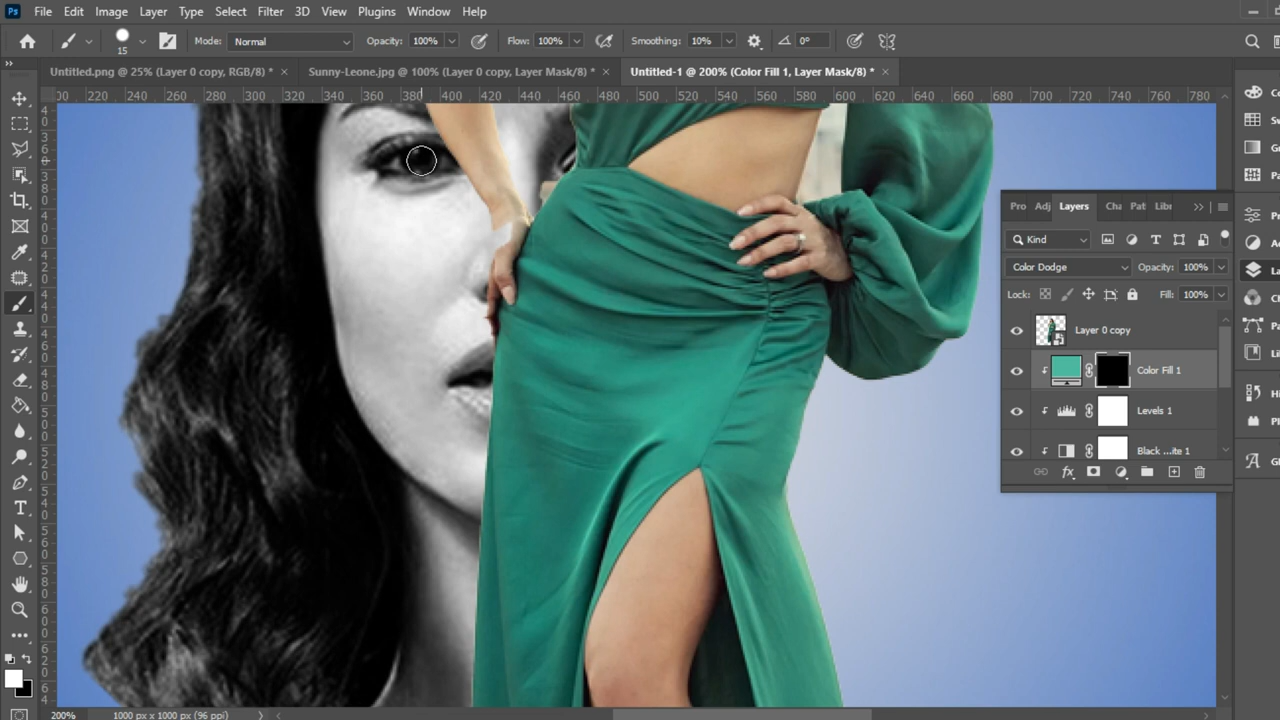 Ps File Edit Image Layer Type Select Filter 3D View Plugins Window Help
15 Mode: Normal Opacity: 100% Flow: 100% Smoothing: 10% 0°
Untitled.png @ 25% (Layer 0 copy, RGB/8) * × Sunny-Leone.jpg @ 100% (Layer 0 copy, Layer Mask/8) * × Untitled-1 @ 200% (Color Fill 1, Layer Mask/8) * ×
00 220 240 260 280 300 320 340 360 380 400 420 440 460 480 500 520 540 560 580 600 620 640 660 680 700 720 740 760 780
Pro Adj Layers Cha Pat Libr
Kind
Color Dodge Opacity: 100%
Lock: Fill: 100%
Layer 0 copy
Color Fill 1
Levels 1
Black ...ite 1
200% 1000 px x 1000 px (96 ppi)